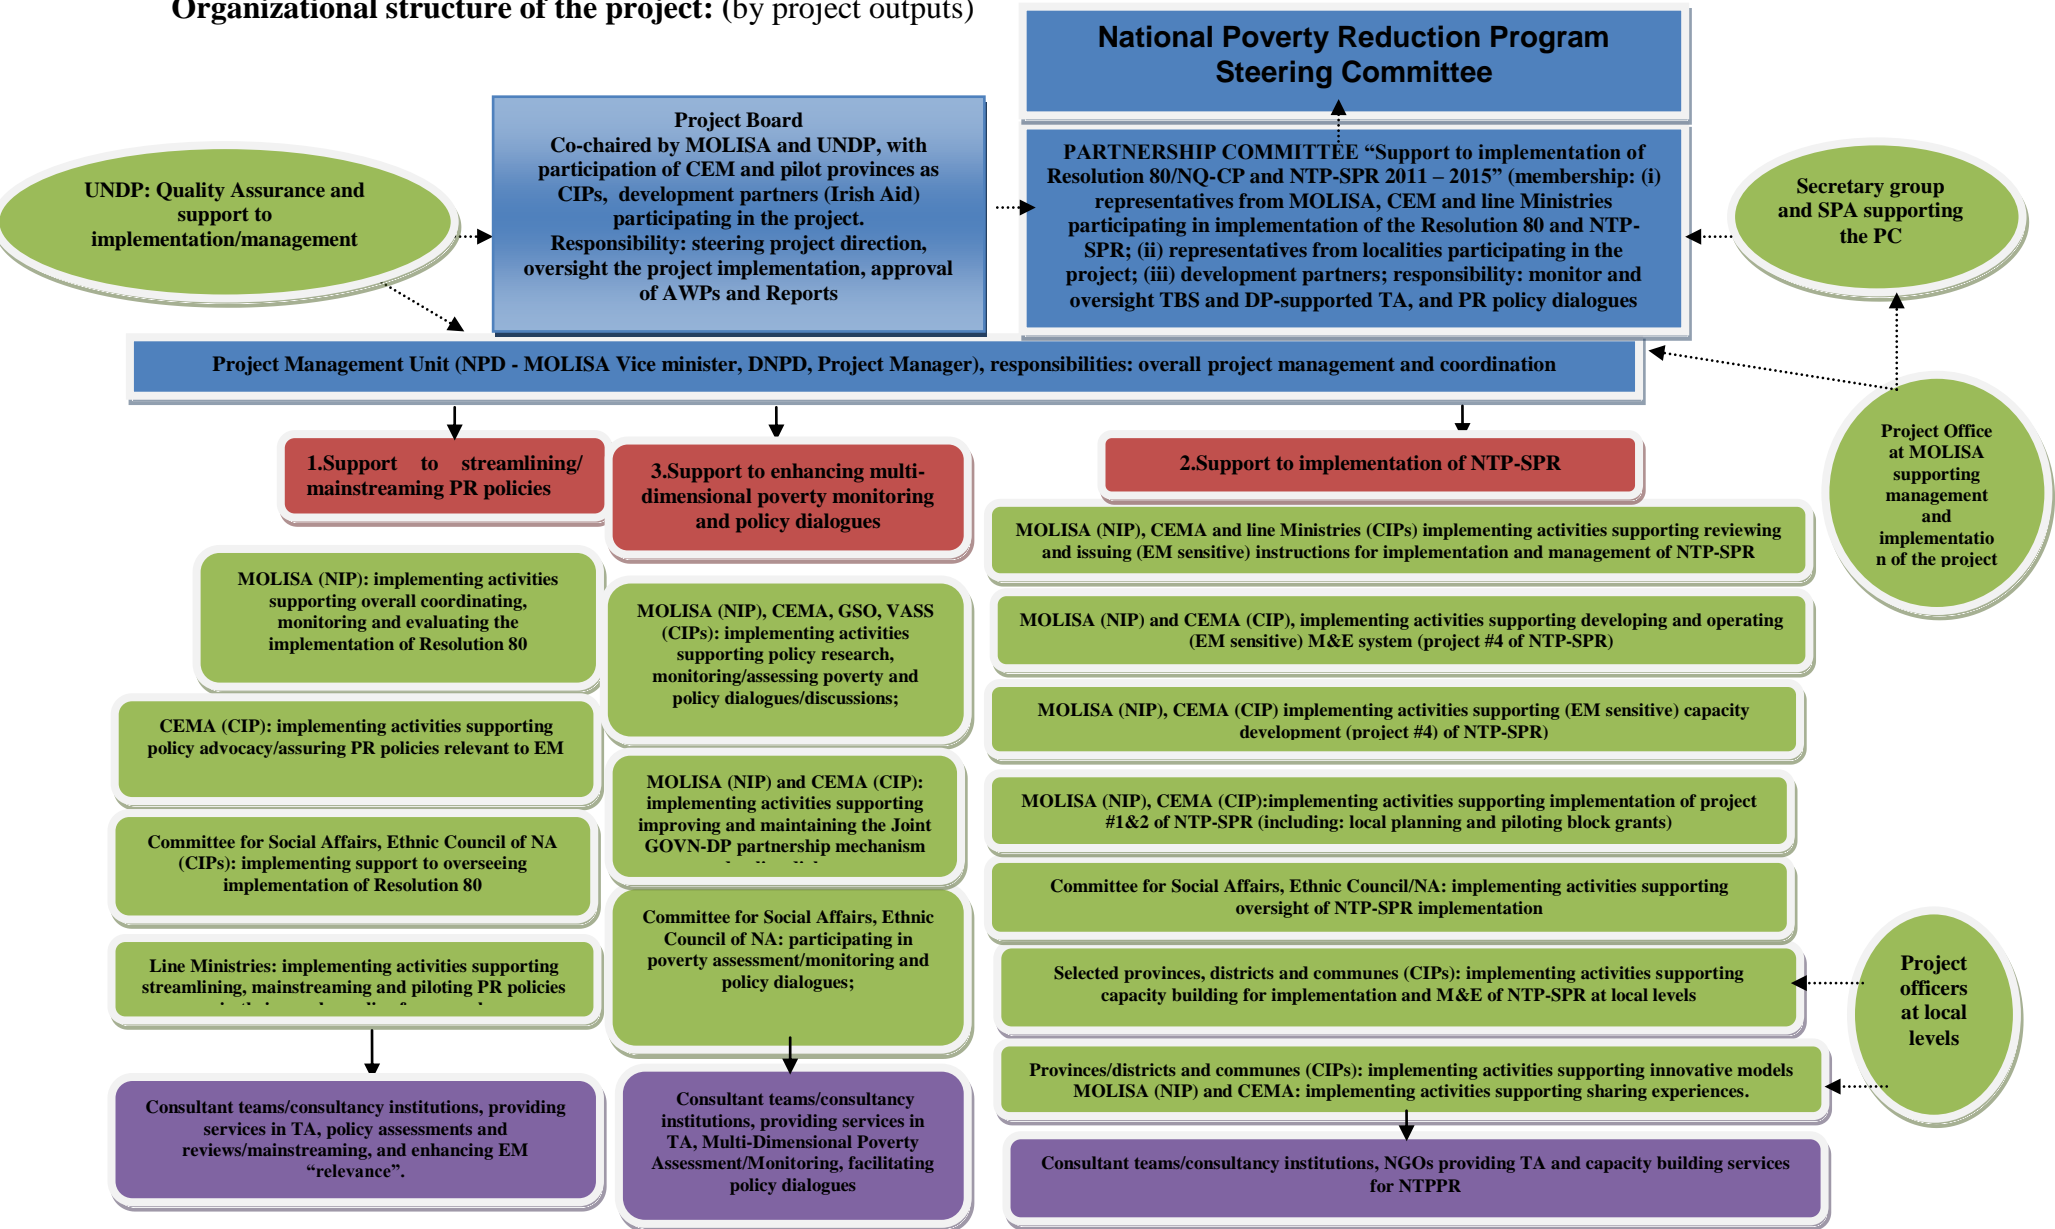 Organizational structure of the project: (by project outputs)
National Poverty Reduction Program
Steering Committee
Project Board
Co-chaired by MOLISA and UNDP, with
participation of CEM and pilot provinces as
CIPs, development partners (Irish Aid)
participating in the project.
Responsibility: steering project direction,
oversight the project implementation, approval
of AWPs and Reports
PARTNERSHIP COMMITTEE “Support to implementation of
Resolution 80/NQ-CP and NTP-SPR 2011 – 2015” (membership: (i)
representatives from MOLISA, CEM and line Ministries
participating in implementation of the Resolution 80 and NTP-
SPR; (ii) representatives from localities participating in the
project; (iii) development partners; responsibility: monitor and
oversight TBS and DP-supported TA, and PR policy dialogues
UNDP: Quality Assurance and
support to
implementation/management
Secretary group
and SPA supporting
the PC
Project Management Unit (NPD - MOLISA Vice minister, DNPD, Project Manager), responsibilities: overall project management and coordination
Project Office
at MOLISA
supporting
management
and
implementatio
n of the project
1.Support to streamlining/
mainstreaming PR policies
MOLISA (NIP): implementing activities
supporting overall coordinating,
monitoring and evaluating the
implementation of Resolution 80
CEMA (CIP): implementing activities supporting
policy advocacy/assuring PR policies relevant to EM
Committee for Social Affairs, Ethnic Council of NA
(CIPs): implementing support to overseeing
implementation of Resolution 80
Line Ministries: implementing activities supporting
streamlining, mainstreaming and piloting PR policies
Consultant teams/consultancy institutions, providing
services in TA, policy assessments and
reviews/mainstreaming, and enhancing EM
“relevance”.
3.Support to enhancing multi-
dimensional poverty monitoring
and policy dialogues
MOLISA (NIP), CEMA, GSO, VASS
(CIPs): implementing activities
supporting policy research,
monitoring/assessing poverty and
policy dialogues/discussions;
MOLISA (NIP) and CEMA (CIP):
implementing activities supporting
improving and maintaining the Joint
GOVN-DP partnership mechanism
Committee for Social Affairs, Ethnic
Council of NA: participating in
poverty assessment/monitoring and
policy dialogues;
Consultant teams/consultancy
institutions, providing services in
TA, Multi-Dimensional Poverty
Assessment/Monitoring, facilitating
policy dialogues
2.Support to implementation of NTP-SPR
MOLISA (NIP), CEMA and line Ministries (CIPs) implementing activities supporting reviewing
and issuing (EM sensitive) instructions for implementation and management of NTP-SPR
MOLISA (NIP) and CEMA (CIP), implementing activities supporting developing and operating
(EM sensitive) M&E system (project #4 of NTP-SPR)
MOLISA (NIP), CEMA (CIP) implementing activities supporting (EM sensitive) capacity
development (project #4) of NTP-SPR)
MOLISA (NIP), CEMA (CIP):implementing activities supporting implementation of project
#1&2 of NTP-SPR (including: local planning and piloting block grants)
Committee for Social Affairs, Ethnic Council/NA: implementing activities supporting
oversight of NTP-SPR implementation
Selected provinces, districts and communes (CIPs): implementing activities supporting
capacity building for implementation and M&E of NTP-SPR at local levels
Provinces/districts and communes (CIPs): implementing activities supporting innovative models
MOLISA (NIP) and CEMA: implementing activities supporting sharing experiences.
Consultant teams/consultancy institutions, NGOs providing TA and capacity building services
for NTPPR
Project
officers
at local
levels